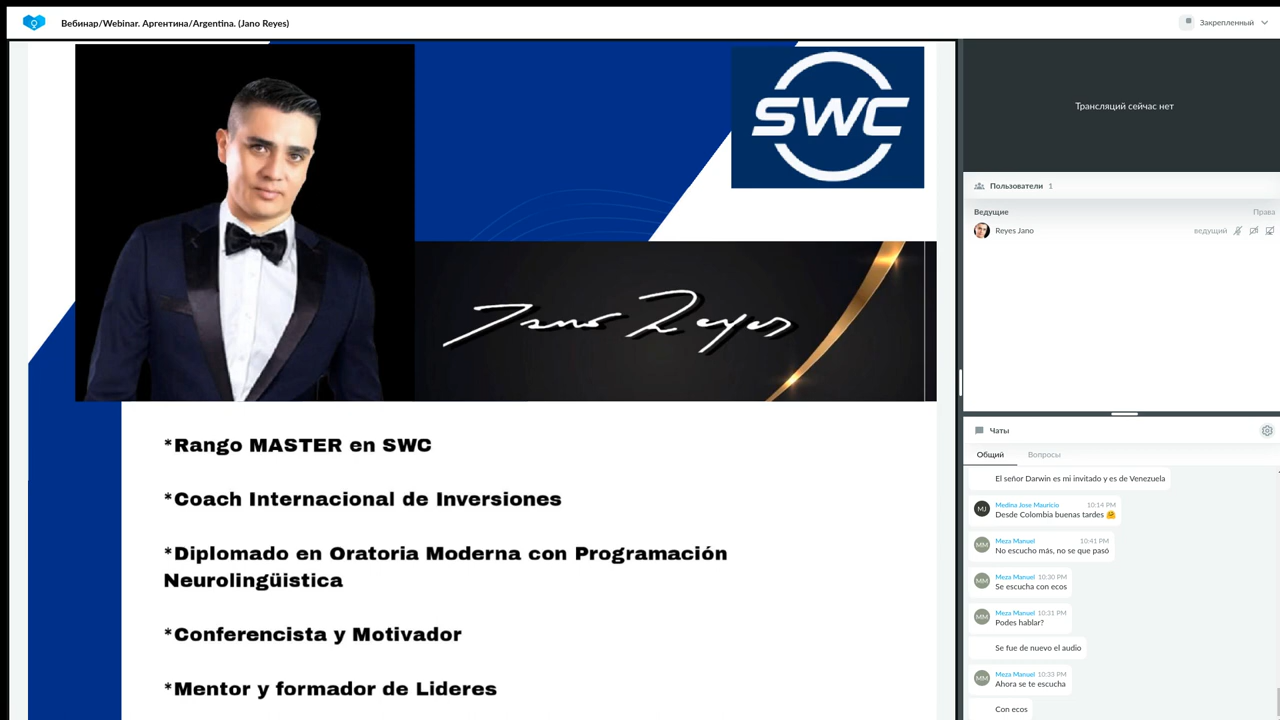 Вебинар/Webinar. Аргентина/Argentina. (Jano Reyes)
Закрепленный
SWC
Jano Reyes
*Rango MASTER en SWC
*Coach Internacional de Inversiones
*Diplomado en Oratoria Moderna con Programación
Neurolingüistica
*Conferencista y Motivador
*Mentor y formador de Lideres
Трансляций сейчас нет
Пользователи 1
Ведущие Права
Reyes Jano ведущий
Чаты
Общий Вопросы
El señor Darwin es mi invitado y es de Venezuela
MJ Medina Jose Mauricio 10:14 PM
Desde Colombia buenas tardes 🤗
MM Meza Manuel 10:41 PM
No escucho más, no se que pasó
MM Meza Manuel 10:30 PM
Se escucha con ecos
MM Meza Manuel 10:31 PM
Podes hablar?
Se fue de nuevo el audio
MM Meza Manuel 10:33 PM
Ahora se te escucha
Con ecos